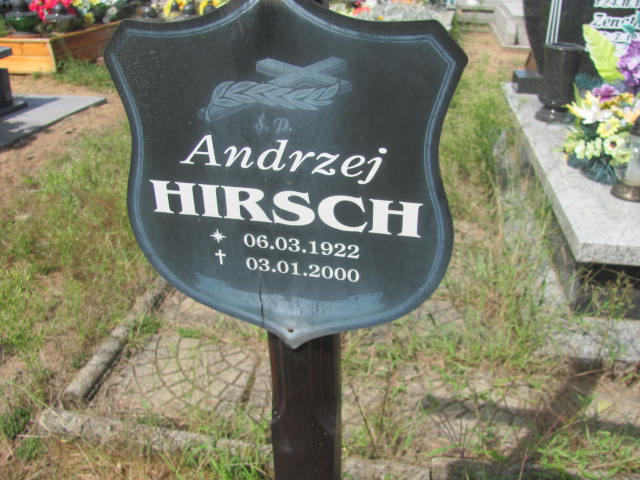 Ś. P.
Andrzej
HIRSCH
* 06.03.1922
† 03.01.2000